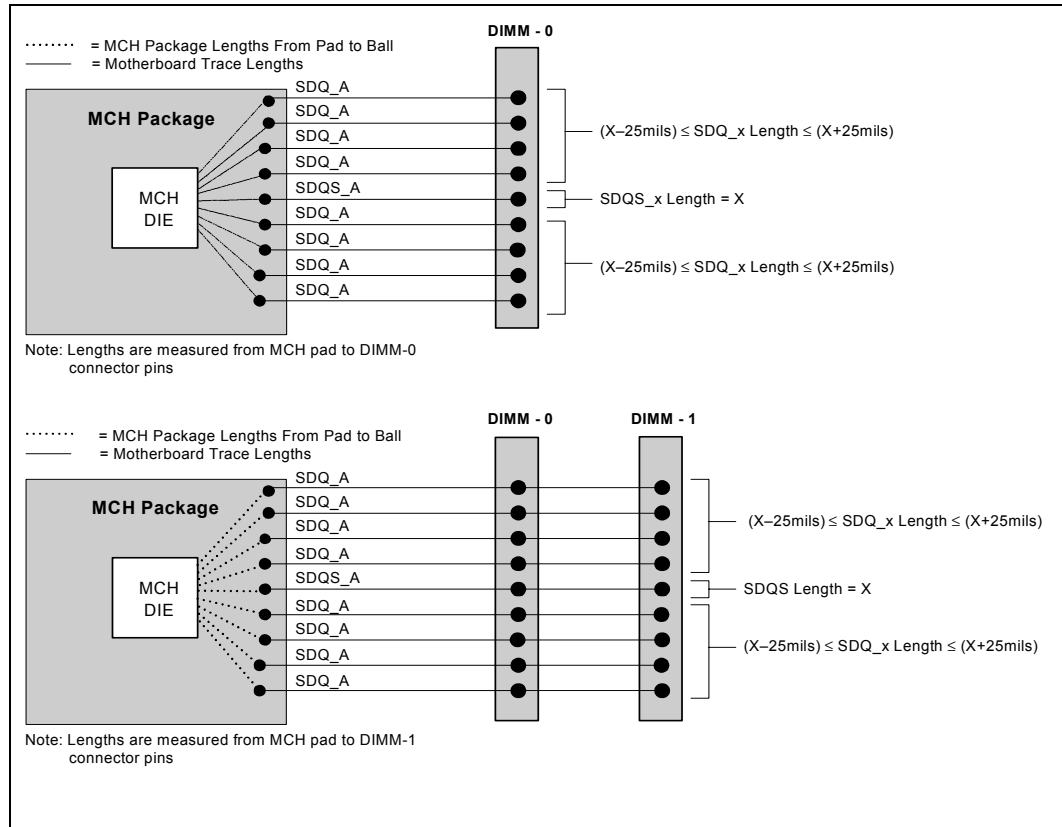 DIMM - 0
·········· = MCH Package Lengths From Pad to Ball
= Motherboard Trace Lengths
MCH Package
MCH
DIE
SDQ_A
SDQ_A
SDQ_A
SDQ_A
SDQS_A
SDQ_A
SDQ_A
SDQ_A
SDQ_A
(X–25mils) ≤ SDQ_x Length ≤ (X+25mils)
SDQS_x Length = X
(X–25mils) ≤ SDQ_x Length ≤ (X+25mils)
Note: Lengths are measured from MCH pad to DIMM-0
connector pins
DIMM - 0
DIMM - 1
·········· = MCH Package Lengths From Pad to Ball
= Motherboard Trace Lengths
MCH Package
MCH
DIE
SDQ_A
SDQ_A
SDQ_A
SDQ_A
SDQS_A
SDQ_A
SDQ_A
SDQ_A
SDQ_A
(X–25mils) ≤ SDQ_x Length ≤ (X+25mils)
SDQS Length = X
(X–25mils) ≤ SDQ_x Length ≤ (X+25mils)
Note: Lengths are measured from MCH pad to DIMM-1
connector pins